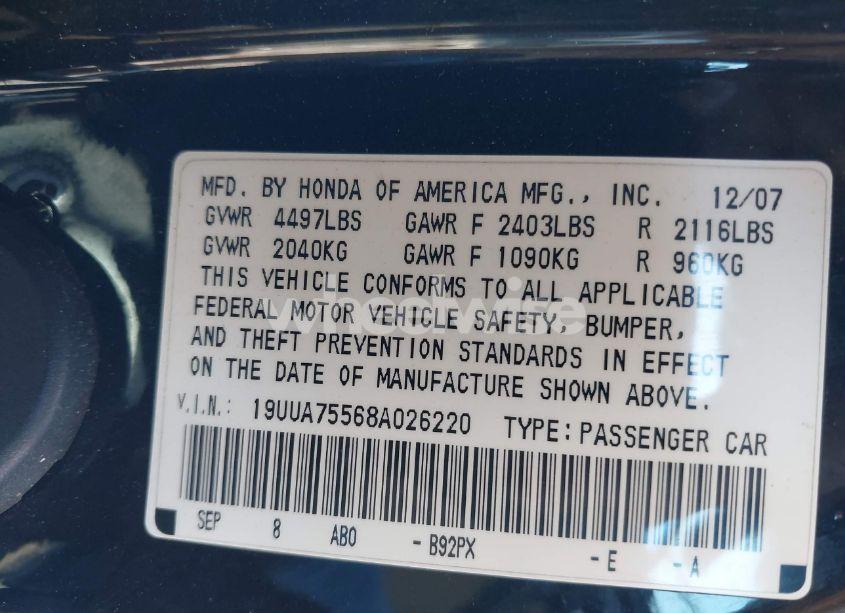 MFD. BY HONDA OF AMERICA MFG., INC. 12/07
GVWR 4497LBS GAWR F 2403LBS R 2116LBS
GVWR 2040KG GAWR F 1090KG R 960KG
THIS VEHICLE CONFORMS TO ALL APPLICABLE
FEDERAL MOTOR VEHICLE SAFETY, BUMPER,
AND THEFT PREVENTION STANDARDS IN EFFECT
ON THE DATE OF MANUFACTURE SHOWN ABOVE.
V.I.N.: 19UUA75568A026220 TYPE: PASSENGER CAR
SEP 8 AB0 - B92PX - E - A
wheelwire